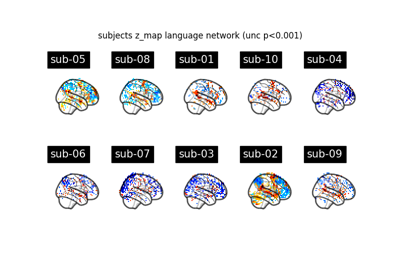 subjects z_map language network (unc p<0.001)
sub-05 sub-08 sub-01 sub-10 sub-04
sub-06 sub-07 sub-03 sub-02 sub-09